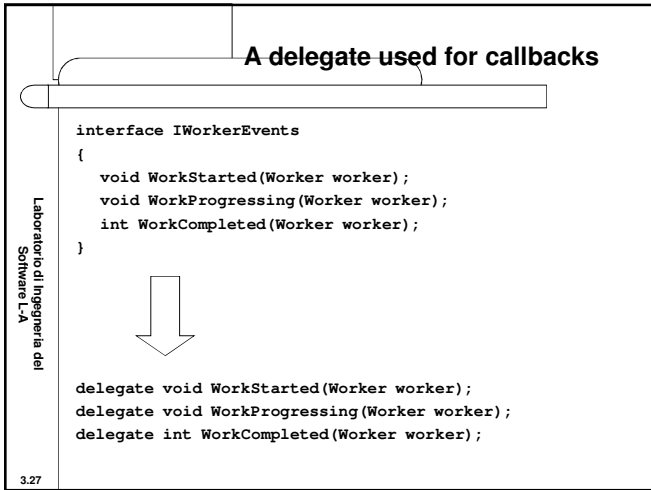 A delegate used for callbacks
interface IWorkerEvents
{
void WorkStarted(Worker worker);
void WorkProgressing(Worker worker);
int WorkCompleted(Worker worker);
}
delegate void WorkStarted(Worker worker);
delegate void WorkProgressing(Worker worker);
delegate int WorkCompleted(Worker worker);
Laboratorio di Ingegneria del
Software L-A
3.27